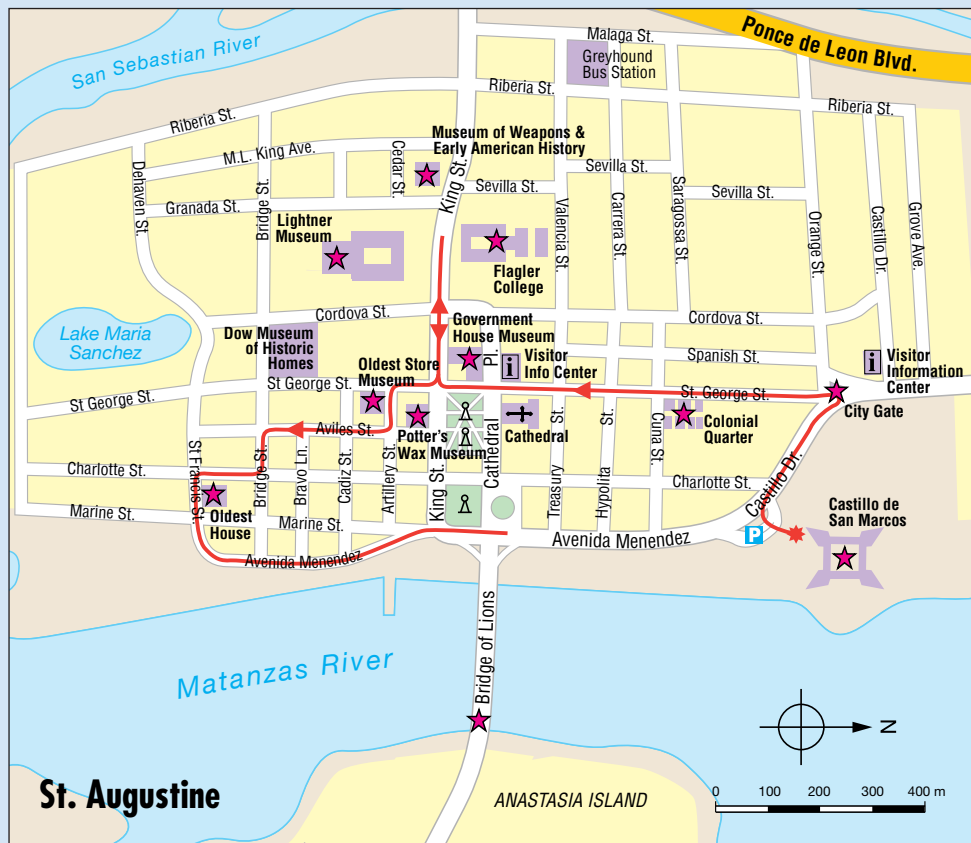 San Sebastian River
Malaga St.
Ponce de Leon Blvd.
Greyhound
Bus Station
Riberia St.
Riberia St.
Riberia St.
Museum of Weapons &
Early American History
M.L. King Ave.
Cedar St.
King St.
Sevilla St.
Sevilla St.
Sevilla St.
Dehaven St.
Bridge St.
Granada St.
Lightner
Museum
Flagler
College
Valencia St.
Carrera St.
Saragossa St.
Orange St.
Castillo Dr.
Grove Ave.
Lake Maria
Sanchez
Cordova St.
Cordova St.
Dow Museum
of Historic
Homes
Government
House Museum
Pl.
i
Visitor
Info Center
Spanish St.
i
Visitor
Information
Center
Oldest Store
Museum
St George St.
St George St.
St. George St.
City Gate
Aviles St.
Potter's
Wax Museum
Cathedral
Cathedral
Colonial
Quarter
St Francis St.
Bridge St.
Bravo Ln.
Cadiz St.
Artillery St.
King St.
Treasury St.
Hypolita St.
Cuna St.
Charlotte St.
Charlotte St.
Castillo Dr.
Oldest
House
Marine St.
Marine St.
Avenida Menendez
Avenida Menendez
P
Castillo de
San Marcos
Matanzas River
Bridge of Lions
N
St. Augustine
ANASTASIA ISLAND
0 100 200 300 400 m